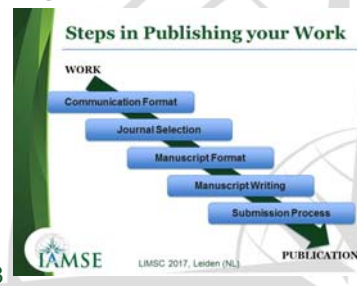 Steps in Publishing your Work
WORK
Communication Format
Journal Selection
Manuscript Format
Manuscript Writing
Submission Process
PUBLICATION
IAMSE
LIMSC 2017, Leiden (NL)